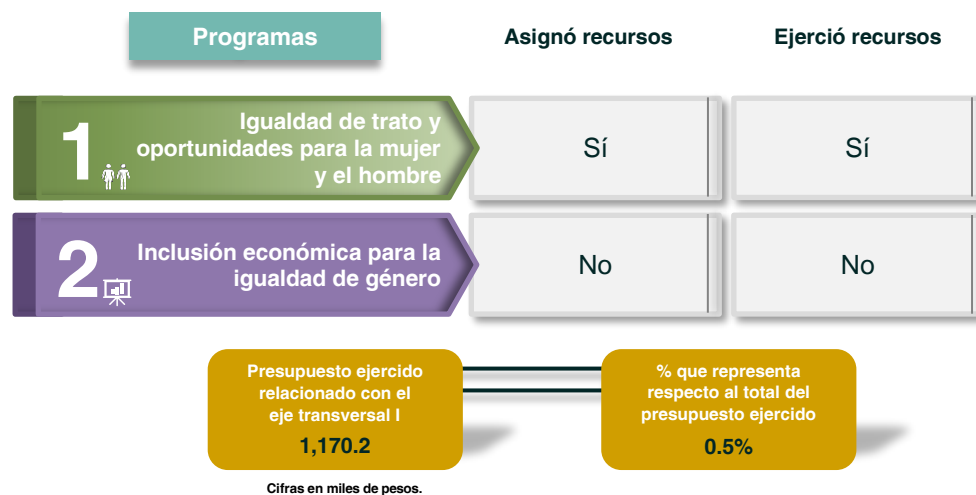 Programas
Asignó recursos
Ejerció recursos
1
Igualdad de trato y
oportunidades para la mujer
y el hombre
Sí
Sí
2
Inclusión económica para la
igualdad de género
No
No
Presupuesto ejercido
relacionado con el
eje transversal I
1,170.2
% que representa
respecto al total del
presupuesto ejercido
0.5%
Cifras en miles de pesos.